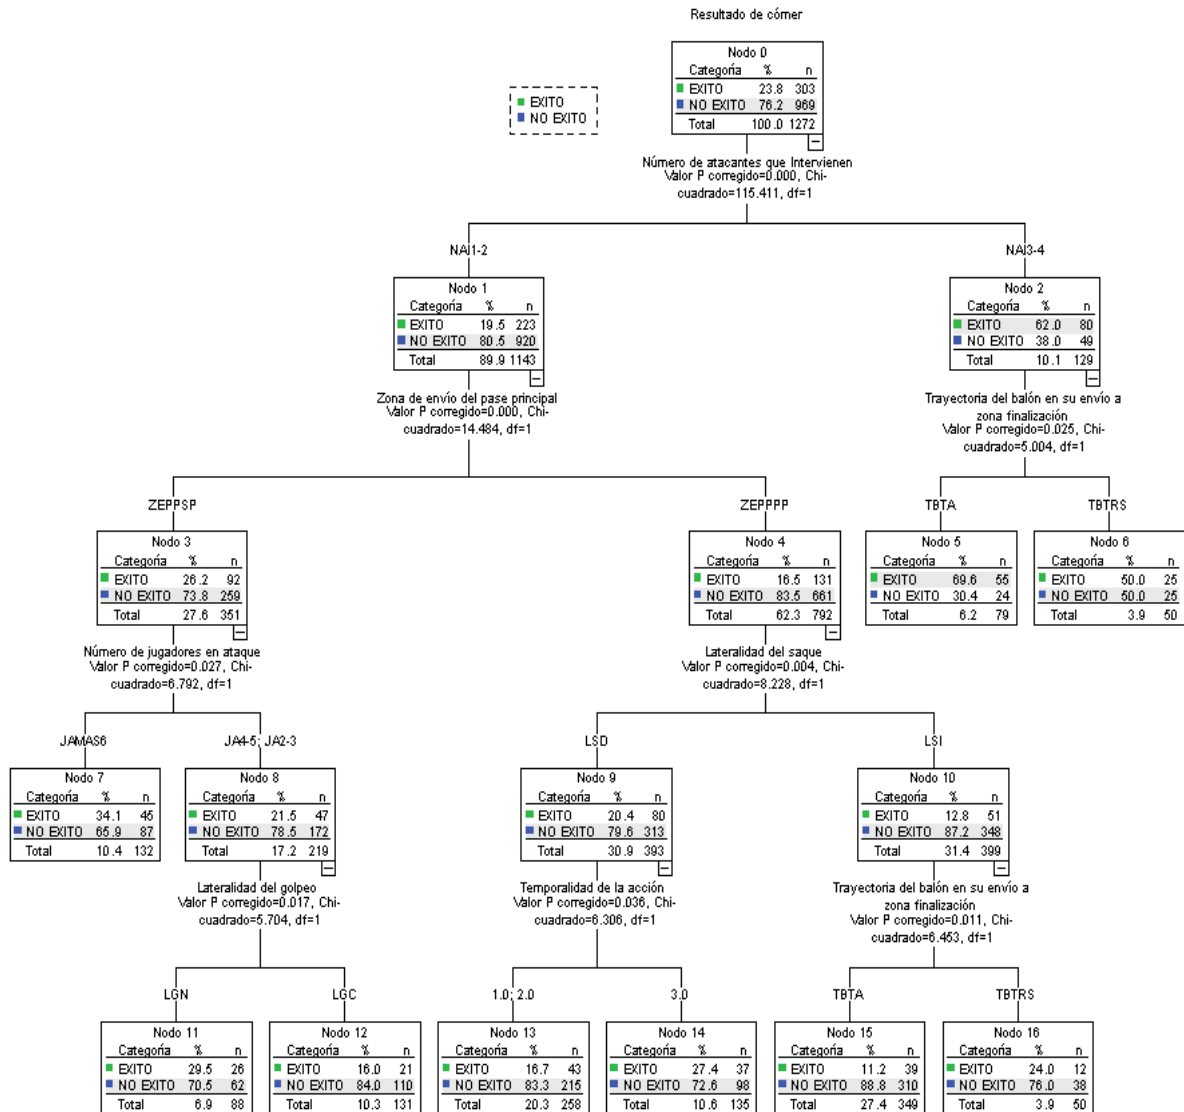 Resultado de córner
Nodo 0
Categoría % n
EXITO 23.8 303
NO EXITO 76.2 969
Total 100.0 1272
EXITO
NO EXITO
Número de atacantes que Intervienen
Valor P corregido=0.000, Chi-
cuadrado=115.411, df=1
NAI1-2
NAI3-4
Nodo 1
Categoría % n
EXITO 19.5 223
NO EXITO 80.5 920
Total 89.9 1143
Nodo 2
Categoría % n
EXITO 62.0 80
NO EXITO 38.0 49
Total 10.1 129
Zona de envío del pase principal
Valor P corregido=0.000, Chi-
cuadrado=14.484, df=1
Trayectoria del balón en su envío a
zona finalización
Valor P corregido=0.025, Chi-
cuadrado=5.004, df=1
ZEPPSP
ZEPPPP
TBTA
TBTRS
Nodo 3
Categoría % n
EXITO 26.2 92
NO EXITO 73.8 259
Total 27.6 351
Nodo 4
Categoría % n
EXITO 16.5 131
NO EXITO 83.5 661
Total 62.3 792
Nodo 5
Categoría % n
EXITO 69.6 55
NO EXITO 30.4 24
Total 6.2 79
Nodo 6
Categoría % n
EXITO 50.0 25
NO EXITO 50.0 25
Total 3.9 50
Número de jugadores en ataque
Valor P corregido=0.027, Chi-
cuadrado=6.792, df=1
Lateralidad del saque
Valor P corregido=0.004, Chi-
cuadrado=8.228, df=1
JAMAS6
JA4-5; JA2-3
LSD
LSI
Nodo 7
Categoría % n
EXITO 34.1 45
NO EXITO 65.9 87
Total 10.4 132
Nodo 8
Categoría % n
EXITO 21.5 47
NO EXITO 78.5 172
Total 17.2 219
Nodo 9
Categoría % n
EXITO 20.4 80
NO EXITO 79.6 313
Total 30.9 393
Nodo 10
Categoría % n
EXITO 12.8 51
NO EXITO 87.2 348
Total 31.4 399
Lateralidad del golpeo
Valor P corregido=0.017, Chi-
cuadrado=5.704, df=1
Temporalidad de la acción
Valor P corregido=0.036, Chi-
cuadrado=6.306, df=1
Trayectoria del balón en su envío a
zona finalización
Valor P corregido=0.011, Chi-
cuadrado=6.453, df=1
LGN
LGC
1.0; 2.0
3.0
TBTA
TBTRS
Nodo 11
Categoría % n
EXITO 29.5 26
NO EXITO 70.5 62
Total 6.9 88
Nodo 12
Categoría % n
EXITO 16.0 21
NO EXITO 84.0 110
Total 10.3 131
Nodo 13
Categoría % n
EXITO 16.7 43
NO EXITO 83.3 215
Total 20.3 258
Nodo 14
Categoría % n
EXITO 27.4 37
NO EXITO 72.6 98
Total 10.6 135
Nodo 15
Categoría % n
EXITO 11.2 39
NO EXITO 88.8 310
Total 27.4 349
Nodo 16
Categoría % n
EXITO 24.0 12
NO EXITO 76.0 38
Total 3.9 50